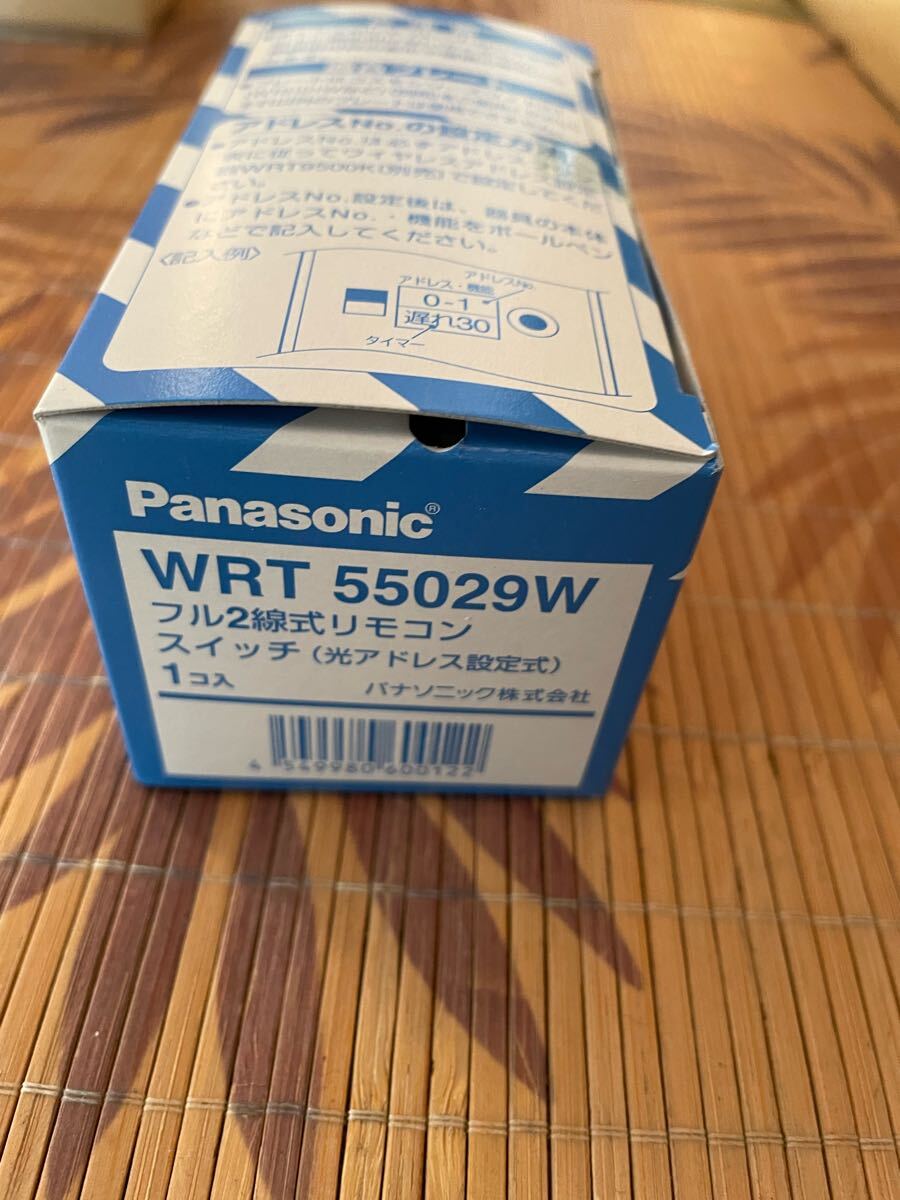 アドレスNo.の設定方法
さい。
アドレスNo.設定後は、器具の本体
にアドレスNo.・機能をボールペン
などで記入してください。
〈記入例〉
アドレスNo.
アドレス・機能
0-1
遅れ30
タイマー
Panasonic®
WRT 55029W
フル2線式リモコン
スイッチ(光アドレス設定式)
1コ入
パナソニック株式会社
4 549980 600122